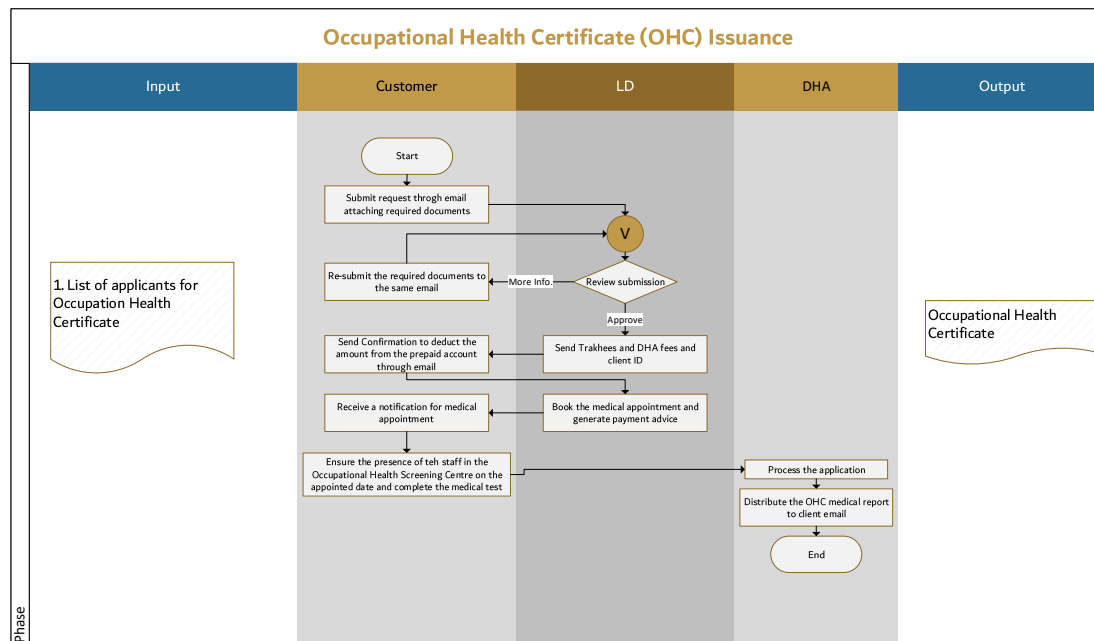 Occupational Health Certificate (OHC) Issuance
Input
Customer
LD
DHA
Output
Start
Submit request throgh email
attaching required documents
V
Re-submit the required documents to
the same email
More Info.
Review submission
1. List of applicants for
Occupation Health
Certificate
Occupational Health
Certificate
Approve
Send Confirmation to deduct the
amount from the prepaid account
through email
Send Trakhees and DHA fees and
client ID
Receive a notification for medical
appointment
Book the medical appointment and
generate payment advice
Ensure the presence of teh staff in the
Occupational Health Screening Centre on the
appointed date and complete the medical test
Process the application
Distribute the OHC medical report
to client email
End
Phase